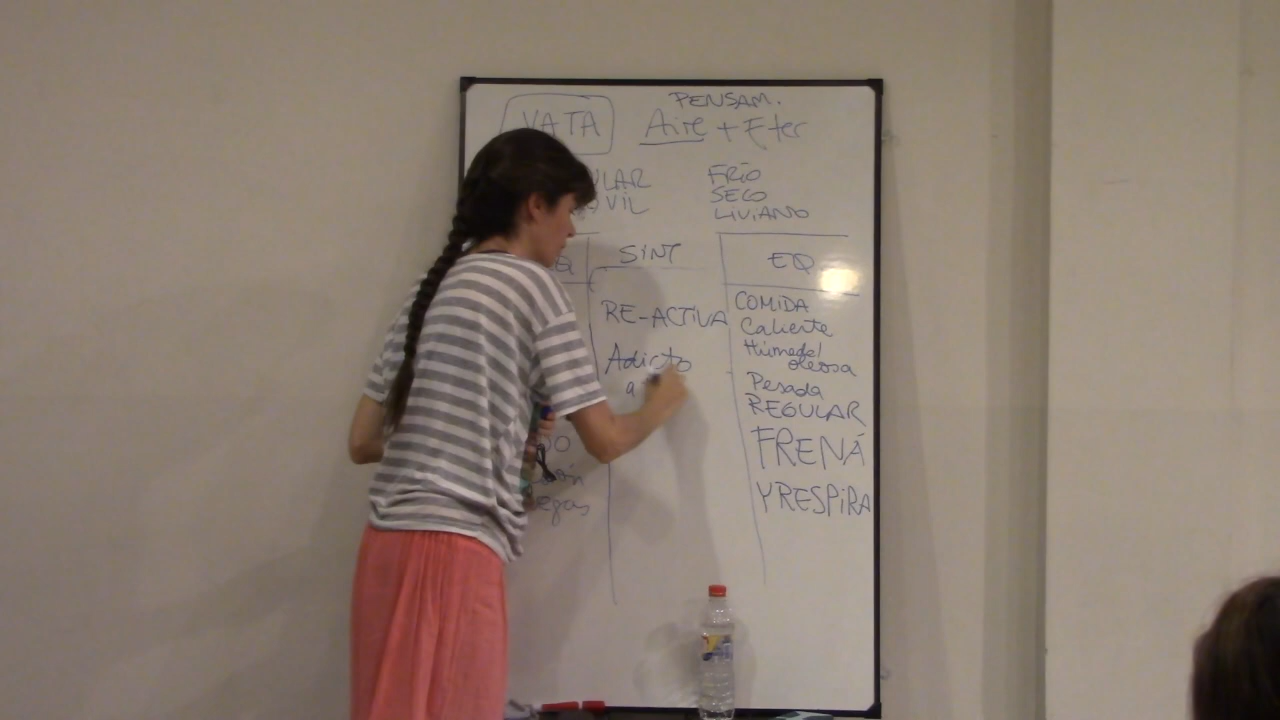 VATA
PENSAM.
Aire + Eter
FRÍO
SECO
LIVIANO
SINT
EQ
RE-ACTIVA
Adicto
a
COMIDA
Caliente
Húmeda/
oleosa
Pesada
REGULAR
FRENÁ
Y RESPIRA